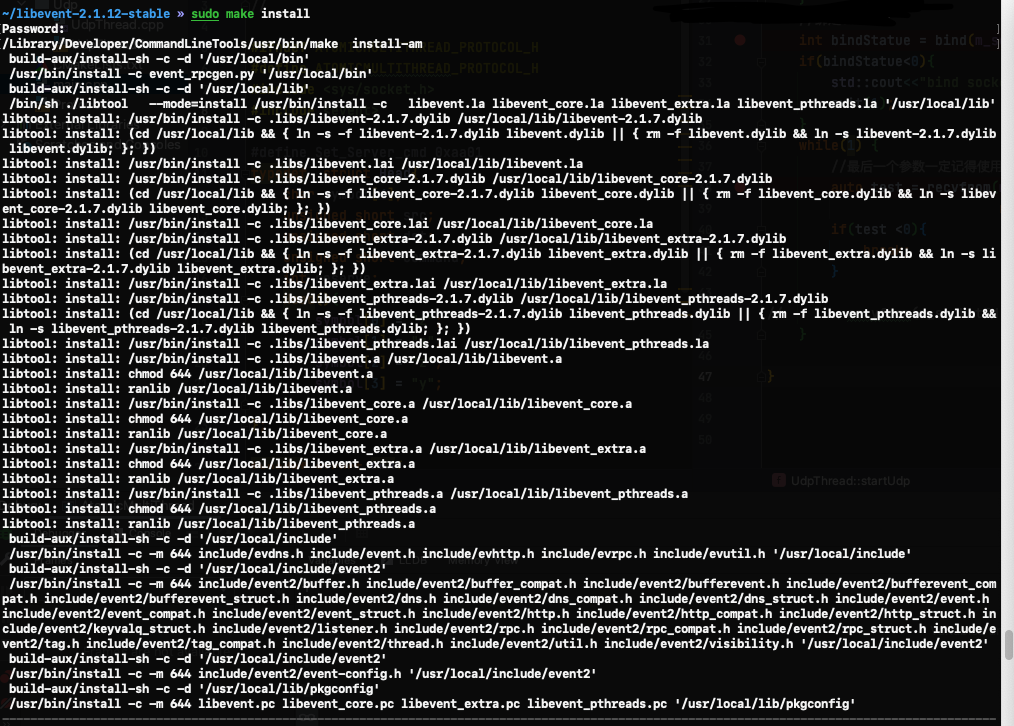 ~/libevent-2.1.12-stable » sudo make install
Password:
/Library/Developer/CommandLineTools/usr/bin/make  install-am
 build-aux/install-sh -c -d '/usr/local/bin'
 /usr/bin/install -c event_rpcgen.py '/usr/local/bin'
 build-aux/install-sh -c -d '/usr/local/lib'
 /bin/sh ./libtool   --mode=install /usr/bin/install -c   libevent.la libevent_core.la libevent_extra.la libevent_pthreads.la '/usr/local/lib'
libtool: install: /usr/bin/install -c .libs/libevent-2.1.7.dylib /usr/local/lib/libevent-2.1.7.dylib
libtool: install: (cd /usr/local/lib && { ln -s -f libevent-2.1.7.dylib libevent.dylib || { rm -f libevent.dylib && ln -s libevent-2.1.7.dylib
 libevent.dylib; }; })
libtool: install: /usr/bin/install -c .libs/libevent.lai /usr/local/lib/libevent.la
libtool: install: /usr/bin/install -c .libs/libevent_core-2.1.7.dylib /usr/local/lib/libevent_core-2.1.7.dylib
libtool: install: (cd /usr/local/lib && { ln -s -f libevent_core-2.1.7.dylib libevent_core.dylib || { rm -f libevent_core.dylib && ln -s libev
ent_core-2.1.7.dylib libevent_core.dylib; }; })
libtool: install: /usr/bin/install -c .libs/libevent_core.lai /usr/local/lib/libevent_core.la
libtool: install: /usr/bin/install -c .libs/libevent_extra-2.1.7.dylib /usr/local/lib/libevent_extra-2.1.7.dylib
libtool: install: (cd /usr/local/lib && { ln -s -f libevent_extra-2.1.7.dylib libevent_extra.dylib || { rm -f libevent_extra.dylib && ln -s li
bevent_extra-2.1.7.dylib libevent_extra.dylib; }; })
libtool: install: /usr/bin/install -c .libs/libevent_extra.lai /usr/local/lib/libevent_extra.la
libtool: install: /usr/bin/install -c .libs/libevent_pthreads-2.1.7.dylib /usr/local/lib/libevent_pthreads-2.1.7.dylib
libtool: install: (cd /usr/local/lib && { ln -s -f libevent_pthreads-2.1.7.dylib libevent_pthreads.dylib || { rm -f libevent_pthreads.dylib &&
 ln -s libevent_pthreads-2.1.7.dylib libevent_pthreads.dylib; }; })
libtool: install: /usr/bin/install -c .libs/libevent_pthreads.lai /usr/local/lib/libevent_pthreads.la
libtool: install: /usr/bin/install -c .libs/libevent.a /usr/local/lib/libevent.a
libtool: install: chmod 644 /usr/local/lib/libevent.a
libtool: install: ranlib /usr/local/lib/libevent.a
libtool: install: /usr/bin/install -c .libs/libevent_core.a /usr/local/lib/libevent_core.a
libtool: install: chmod 644 /usr/local/lib/libevent_core.a
libtool: install: ranlib /usr/local/lib/libevent_core.a
libtool: install: /usr/bin/install -c .libs/libevent_extra.a /usr/local/lib/libevent_extra.a
libtool: install: chmod 644 /usr/local/lib/libevent_extra.a
libtool: install: ranlib /usr/local/lib/libevent_extra.a
libtool: install: /usr/bin/install -c .libs/libevent_pthreads.a /usr/local/lib/libevent_pthreads.a
libtool: install: chmod 644 /usr/local/lib/libevent_pthreads.a
libtool: install: ranlib /usr/local/lib/libevent_pthreads.a
 build-aux/install-sh -c -d '/usr/local/include'
 /usr/bin/install -c -m 644 include/evdns.h include/event.h include/evhttp.h include/evrpc.h include/evutil.h '/usr/local/include'
 build-aux/install-sh -c -d '/usr/local/include/event2'
 /usr/bin/install -c -m 644 include/event2/buffer.h include/event2/buffer_compat.h include/event2/bufferevent.h include/event2/bufferevent_com
pat.h include/event2/bufferevent_struct.h include/event2/dns.h include/event2/dns_compat.h include/event2/dns_struct.h include/event2/event.h
include/event2/event_compat.h include/event2/event_struct.h include/event2/http.h include/event2/http_compat.h include/event2/http_struct.h in
clude/event2/keyvalq_struct.h include/event2/listener.h include/event2/rpc.h include/event2/rpc_compat.h include/event2/rpc_struct.h include/e
vent2/tag.h include/event2/tag_compat.h include/event2/thread.h include/event2/util.h include/event2/visibility.h '/usr/local/include/event2'
 build-aux/install-sh -c -d '/usr/local/include/event2'
 /usr/bin/install -c -m 644 include/event2/event-config.h '/usr/local/include/event2'
 build-aux/install-sh -c -d '/usr/local/lib/pkgconfig'
 /usr/bin/install -c -m 644 libevent.pc libevent_core.pc libevent_extra.pc libevent_pthreads.pc '/usr/local/lib/pkgconfig'
int bindStatue = bind(m_s
if(bindStatue<0){
while(1) {
if(test <0){
47
UdpThread::startUdp